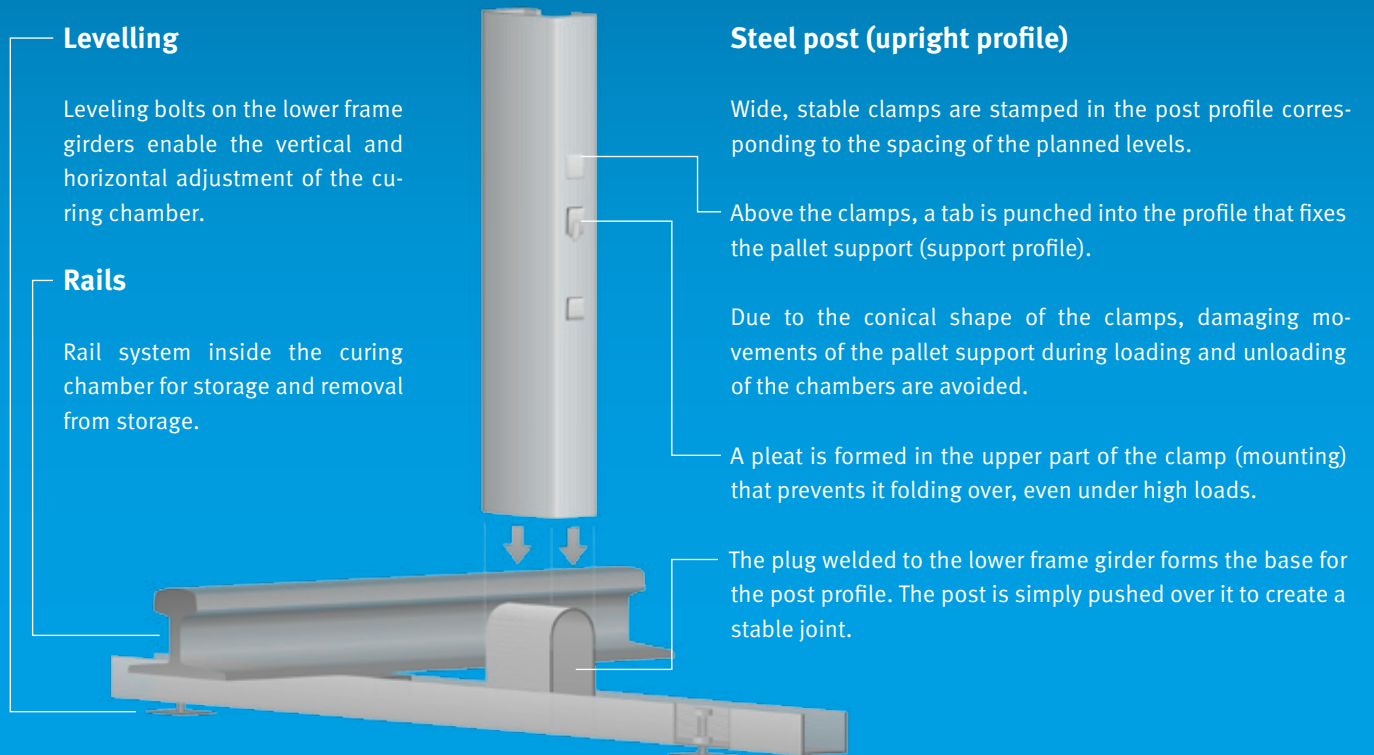 Levelling
Leveling bolts on the lower frame
girders enable the vertical and
horizontal adjustment of the cu-
ring chamber.
Rails
Rail system inside the curing
chamber for storage and removal
from storage.
Steel post (upright profile)
Wide, stable clamps are stamped in the post profile corres-
ponding to the spacing of the planned levels.
Above the clamps, a tab is punched into the profile that fixes
the pallet support (support profile).
Due to the conical shape of the clamps, damaging mo-
vements of the pallet support during loading and unloading
of the chambers are avoided.
A pleat is formed in the upper part of the clamp (mounting)
that prevents it folding over, even under high loads.
The plug welded to the lower frame girder forms the base for
the post profile. The post is simply pushed over it to create a
stable joint.